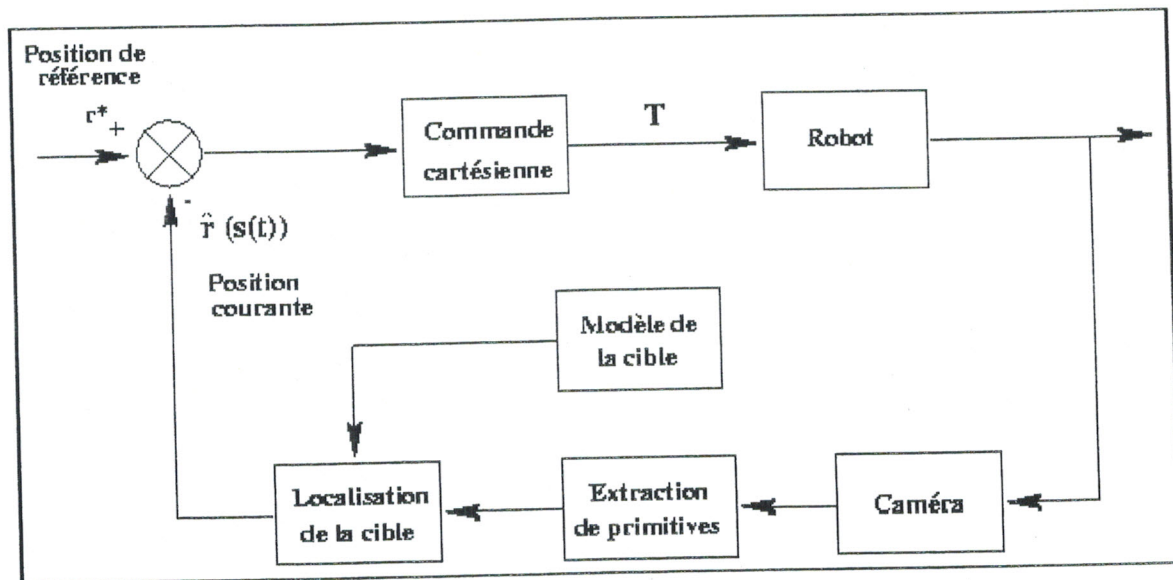 Position de
référence
r* +
-
r̂ (s(t))
Position
courante
Commande
cartésienne
T
Robot
Modèle de
la cible
Localisation
de la cible
Extraction
de primitives
Caméra